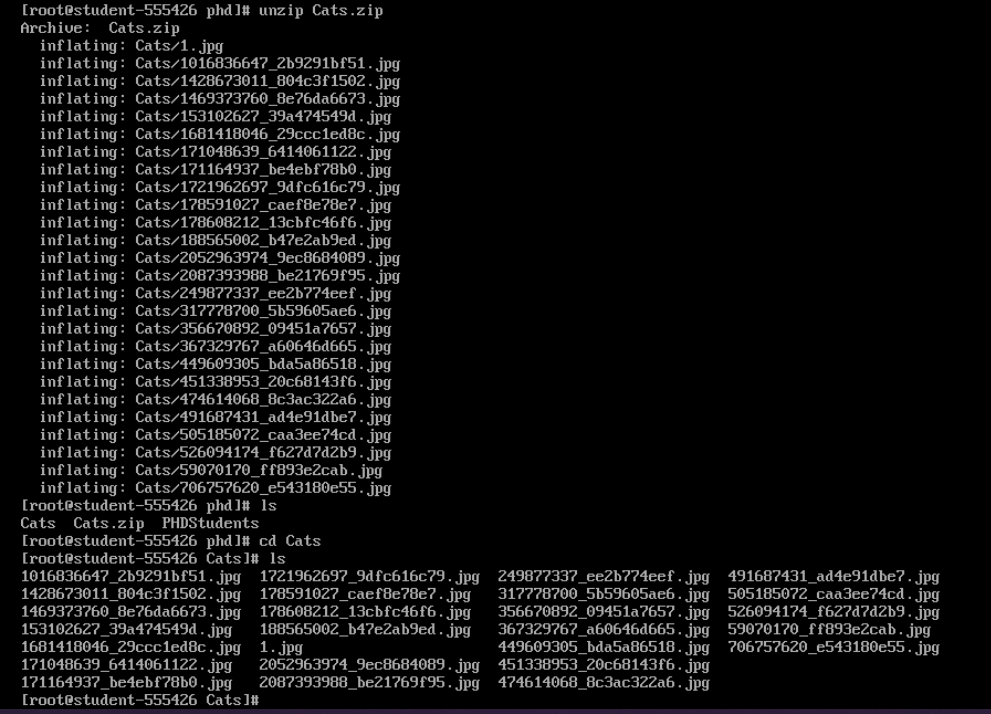 [root@student-555426 phd]# unzip Cats.zip
Archive:  Cats.zip
  inflating: Cats/1.jpg
  inflating: Cats/1016836647_2b9291bf51.jpg
  inflating: Cats/1428673011_804c3f1502.jpg
  inflating: Cats/1469373760_8e76da6673.jpg
  inflating: Cats/153102627_39a474549d.jpg
  inflating: Cats/1681418046_29ccc1ed8c.jpg
  inflating: Cats/171048639_6414061122.jpg
  inflating: Cats/171164937_be4ebf78b0.jpg
  inflating: Cats/1721962697_9dfc616c79.jpg
  inflating: Cats/178591027_caef8e78e7.jpg
  inflating: Cats/178608212_13cbfc46f6.jpg
  inflating: Cats/188565002_b47e2ab9ed.jpg
  inflating: Cats/2052963974_9ec8684089.jpg
  inflating: Cats/2087393988_be21769f95.jpg
  inflating: Cats/249877337_ee2b774eef.jpg
  inflating: Cats/317778700_5b59605ae6.jpg
  inflating: Cats/356670892_09451a7657.jpg
  inflating: Cats/367329767_a60646d665.jpg
  inflating: Cats/449609305_bda5a86518.jpg
  inflating: Cats/451338953_20c68143f6.jpg
  inflating: Cats/474614068_8c3ac322a6.jpg
  inflating: Cats/491687431_ad4e91dbe7.jpg
  inflating: Cats/505185072_caa3ee74cd.jpg
  inflating: Cats/526094174_f627d7d2b9.jpg
  inflating: Cats/59070170_ff893e2cab.jpg
  inflating: Cats/706757620_e543180e55.jpg
[root@student-555426 phd]# ls
Cats  Cats.zip  PHDStudents
[root@student-555426 phd]# cd Cats
[root@student-555426 Cats]# ls
1016836647_2b9291bf51.jpg  1721962697_9dfc616c79.jpg  249877337_ee2b774eef.jpg  491687431_ad4e91dbe7.jpg
1428673011_804c3f1502.jpg  178591027_caef8e78e7.jpg   317778700_5b59605ae6.jpg  505185072_caa3ee74cd.jpg
1469373760_8e76da6673.jpg  178608212_13cbfc46f6.jpg   356670892_09451a7657.jpg  526094174_f627d7d2b9.jpg
153102627_39a474549d.jpg   188565002_b47e2ab9ed.jpg   367329767_a60646d665.jpg  59070170_ff893e2cab.jpg
1681418046_29ccc1ed8c.jpg  1.jpg                      449609305_bda5a86518.jpg  706757620_e543180e55.jpg
171048639_6414061122.jpg   2052963974_9ec8684089.jpg  451338953_20c68143f6.jpg
171164937_be4ebf78b0.jpg   2087393988_be21769f95.jpg  474614068_8c3ac322a6.jpg
[root@student-555426 Cats]#